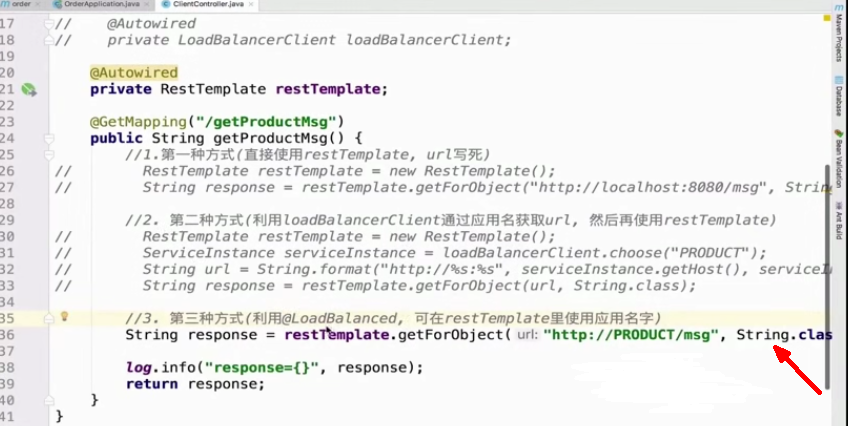 order
OrderApplication.java
ClientController.java
17 // @Autowired
18 // private LoadBalancerClient loadBalancerClient;
19
20 @Autowired
21 private RestTemplate restTemplate;
22
23 @GetMapping("/getProductMsg")
24 public String getProductMsg() {
25 //1.第一种方式(直接使用restTemplate, url写死)
26 // RestTemplate restTemplate = new RestTemplate();
27 // String response = restTemplate.getForObject("http://localhost:8080/msg", Strin
28
29 //2. 第二种方式(利用loadBalancerClient通过应用名获取url, 然后再使用restTemplate)
30 // RestTemplate restTemplate = new RestTemplate();
31 // ServiceInstance serviceInstance = loadBalancerClient.choose("PRODUCT");
32 // String url = String.format("http://%s:%s", serviceInstance.getHost(), serviceI
33 // String response = restTemplate.getForObject(url, String.class);
34
35 //3. 第三种方式(利用@LoadBalanced, 可在restTemplate里使用应用名字)
36 String response = restTemplate.getForObject( url: "http://PRODUCT/msg", String.clas
37
38 log.info("response={}", response);
39 return response;
40 }
41 }
Maven Projects
Database
Bean Validation
Ant Build